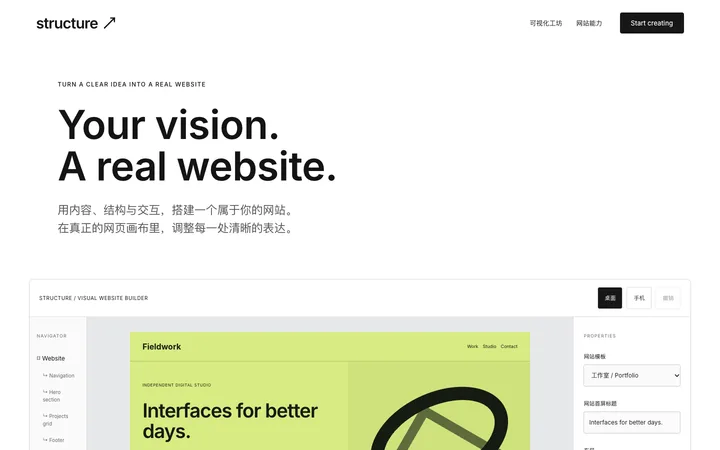 structure
可视化工坊
网站能力
Start creating
TURN A CLEAR IDEA INTO A REAL WEBSITE
Your vision.
A real website.
用内容、结构与交互，搭建一个属于你的网站。
在真正的网页画布里，调整每一处清晰的表达。
STRUCTURE / VISUAL WEBSITE BUILDER
桌面
手机
撤销
NAVIGATOR
Website
Navigation
Hero
section
Projects
grid
Footer
Fieldwork
Work Studio Contact
INDEPENDENT DIGITAL STUDIO
Interfaces for better
days.
PROPERTIES
网站模板
工作室 / Portfolio
网站首屏标题
Interfaces for better days.